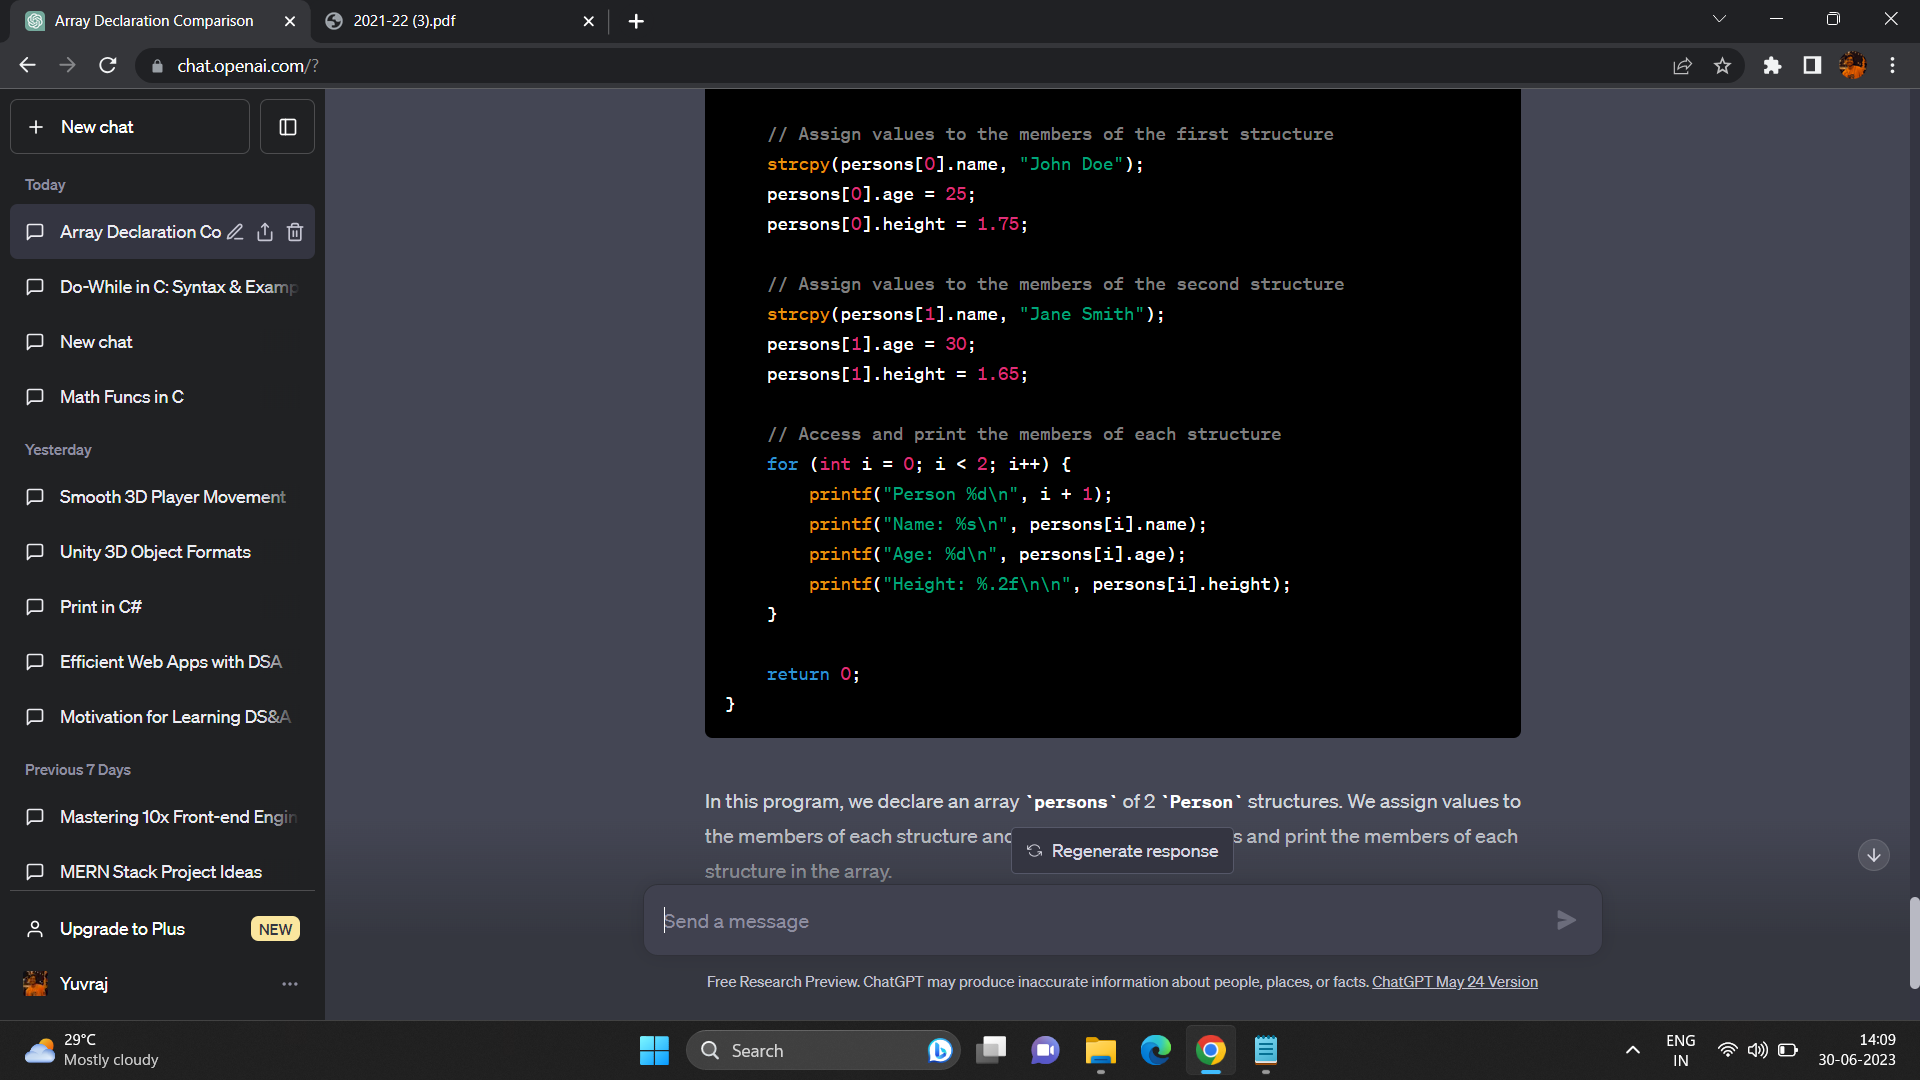 Array Declaration Comparison
2021-22 (3).pdf
chat.openai.com/?
New chat
Today
Array Declaration Co
Do-While in C: Syntax & Examp
New chat
Math Funcs in C
Yesterday
Smooth 3D Player Movement
Unity 3D Object Formats
Print in C#
Efficient Web Apps with DSA
Motivation for Learning DS&A
Previous 7 Days
Mastering 10x Front-end Engin
MERN Stack Project Ideas
Upgrade to Plus NEW
Yuvraj
// Assign values to the members of the first structure
strcpy(persons[0].name, "John Doe");
persons[0].age = 25;
persons[0].height = 1.75;
// Assign values to the members of the second structure
strcpy(persons[1].name, "Jane Smith");
persons[1].age = 30;
persons[1].height = 1.65;
// Access and print the members of each structure
for (int i = 0; i < 2; i++) {
printf("Person %d\n", i + 1);
printf("Name: %s\n", persons[i].name);
printf("Age: %d\n", persons[i].age);
printf("Height: %.2f\n\n", persons[i].height);
}
return 0;
}
In this program, we declare an array `persons` of 2 `Person` structures. We assign values to
the members of each structure and s and print the members of each
structure in the array.
Regenerate response
Send a message
Free Research Preview. ChatGPT may produce inaccurate information about people, places, or facts. ChatGPT May 24 Version
29°C
Mostly cloudy
Search
ENG
IN
14:09
30-06-2023